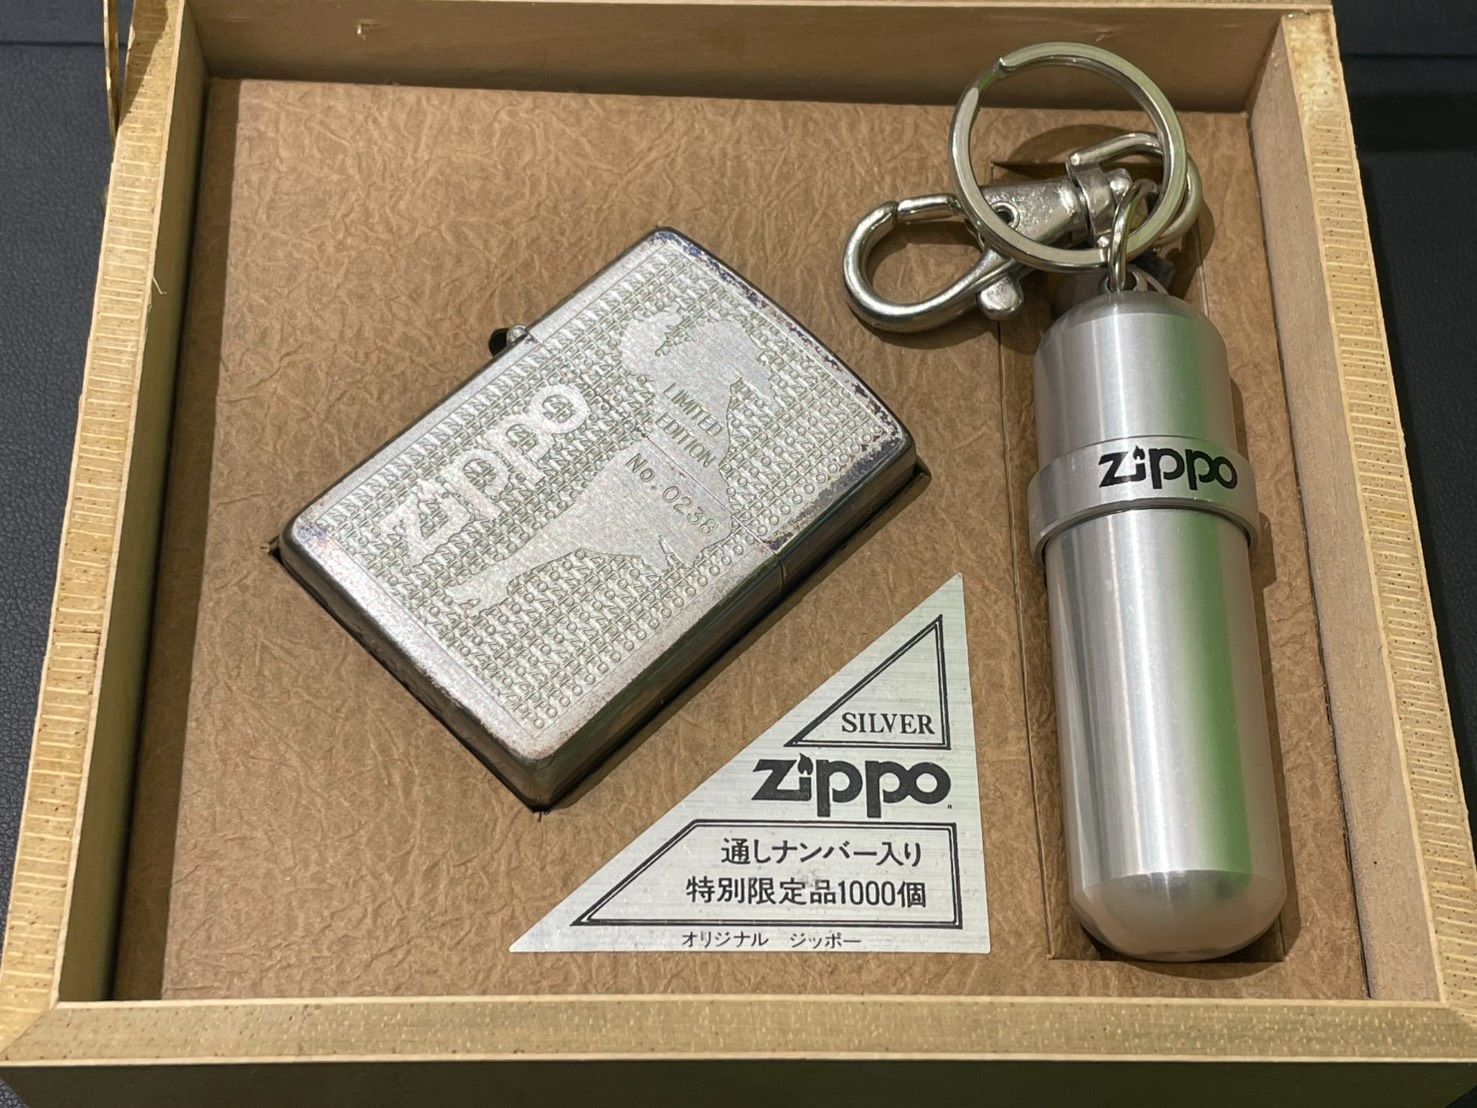 zippo
LIMITED
EDITION
No. 0238
zippo
SILVER
zippo
通しナンバー入り
特別限定品1000個
オリジナル ジッポー